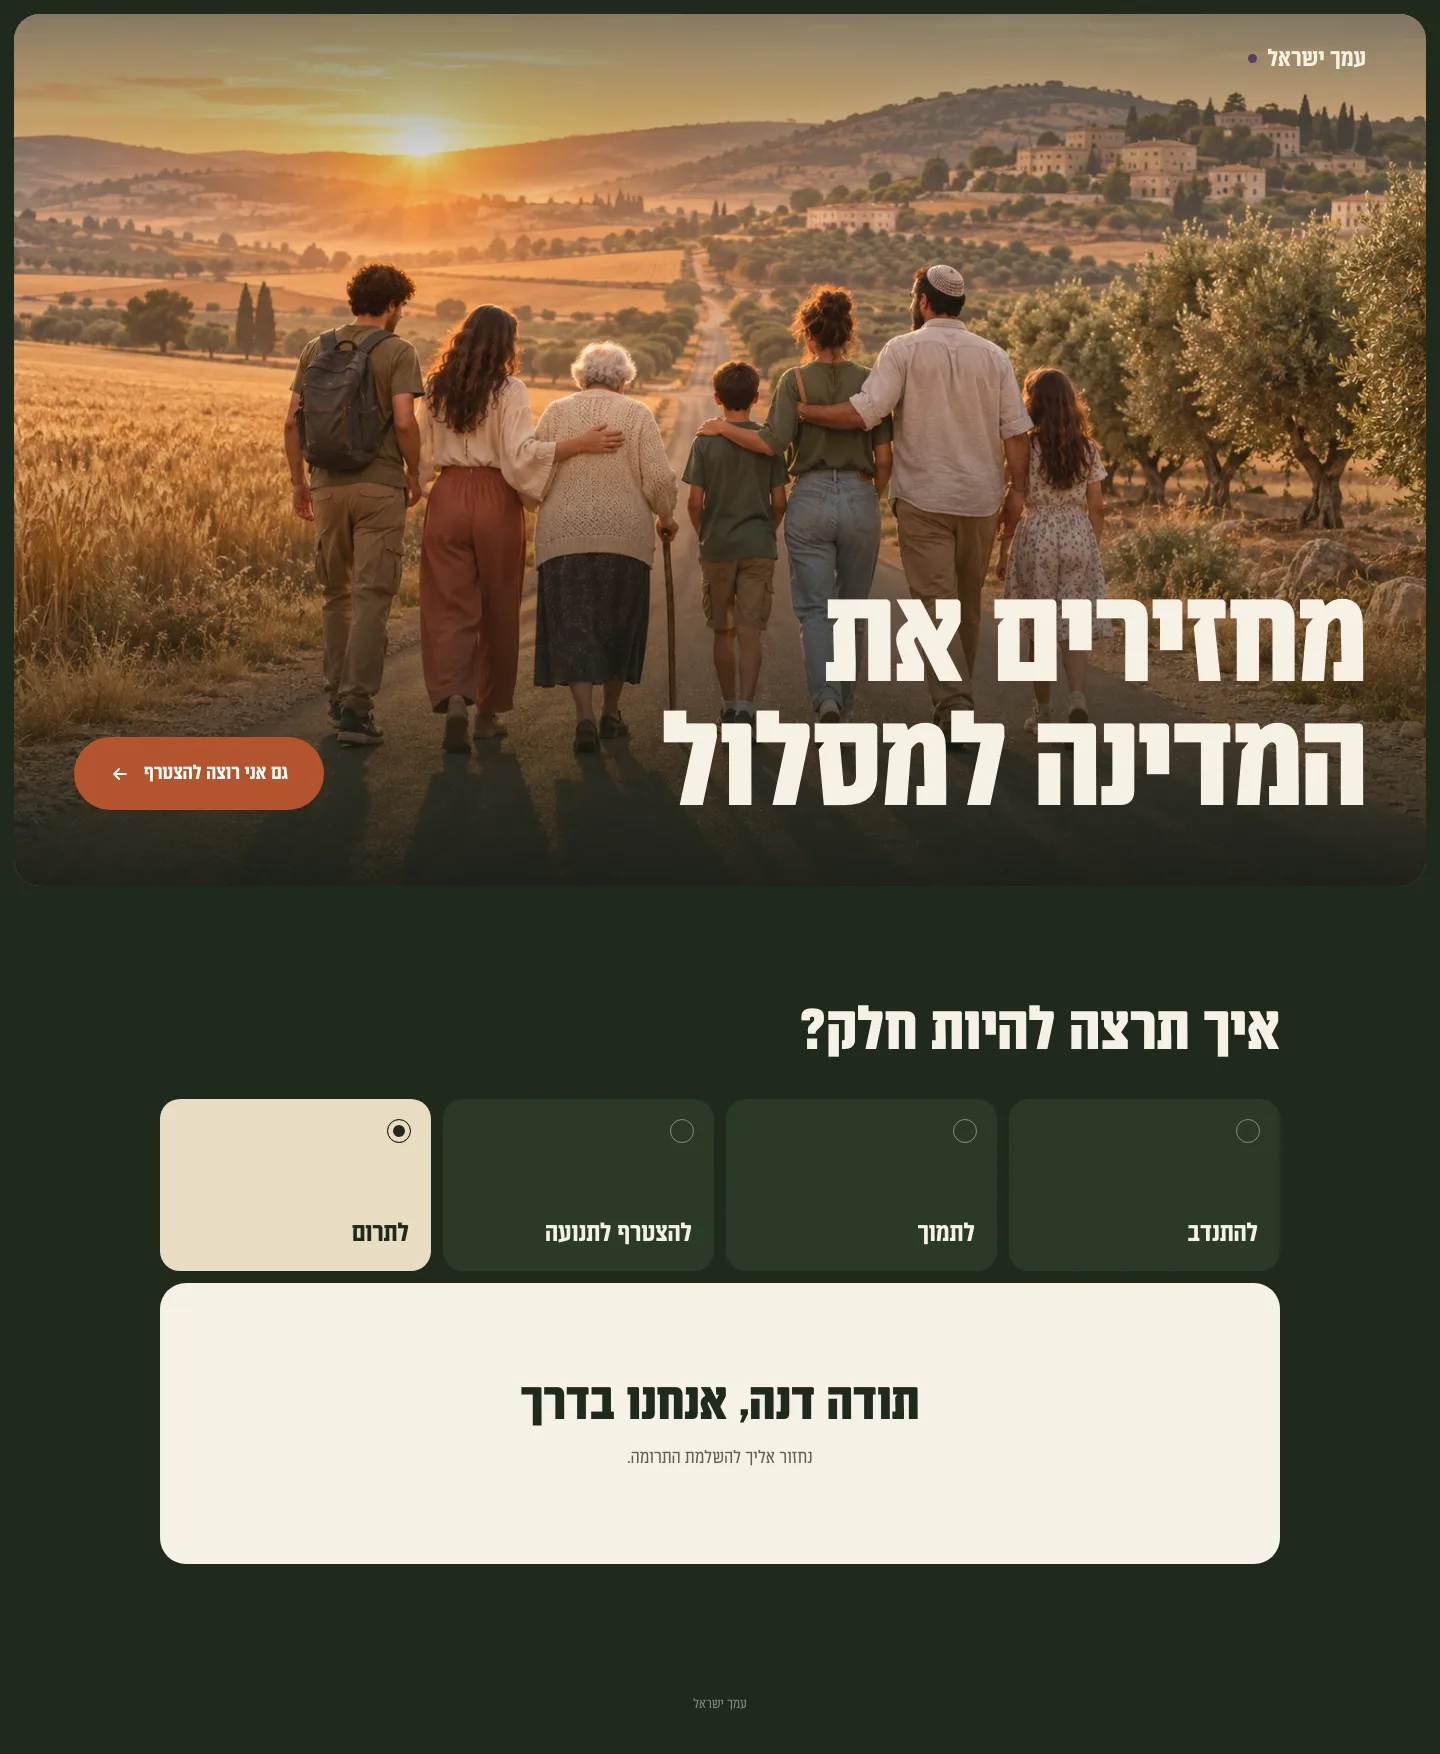 עמך ישראל
מחזירים את
המדינה למסלול
גם אני רוצה להצטרף ←
איך תרצה להיות חלק?
להתנדב
לתמוך
להצטרף לתנועה
לתרום
תודה דנה, אנחנו בדרך
נחזור אליך להשלמת התרומה.
עמך ישראל